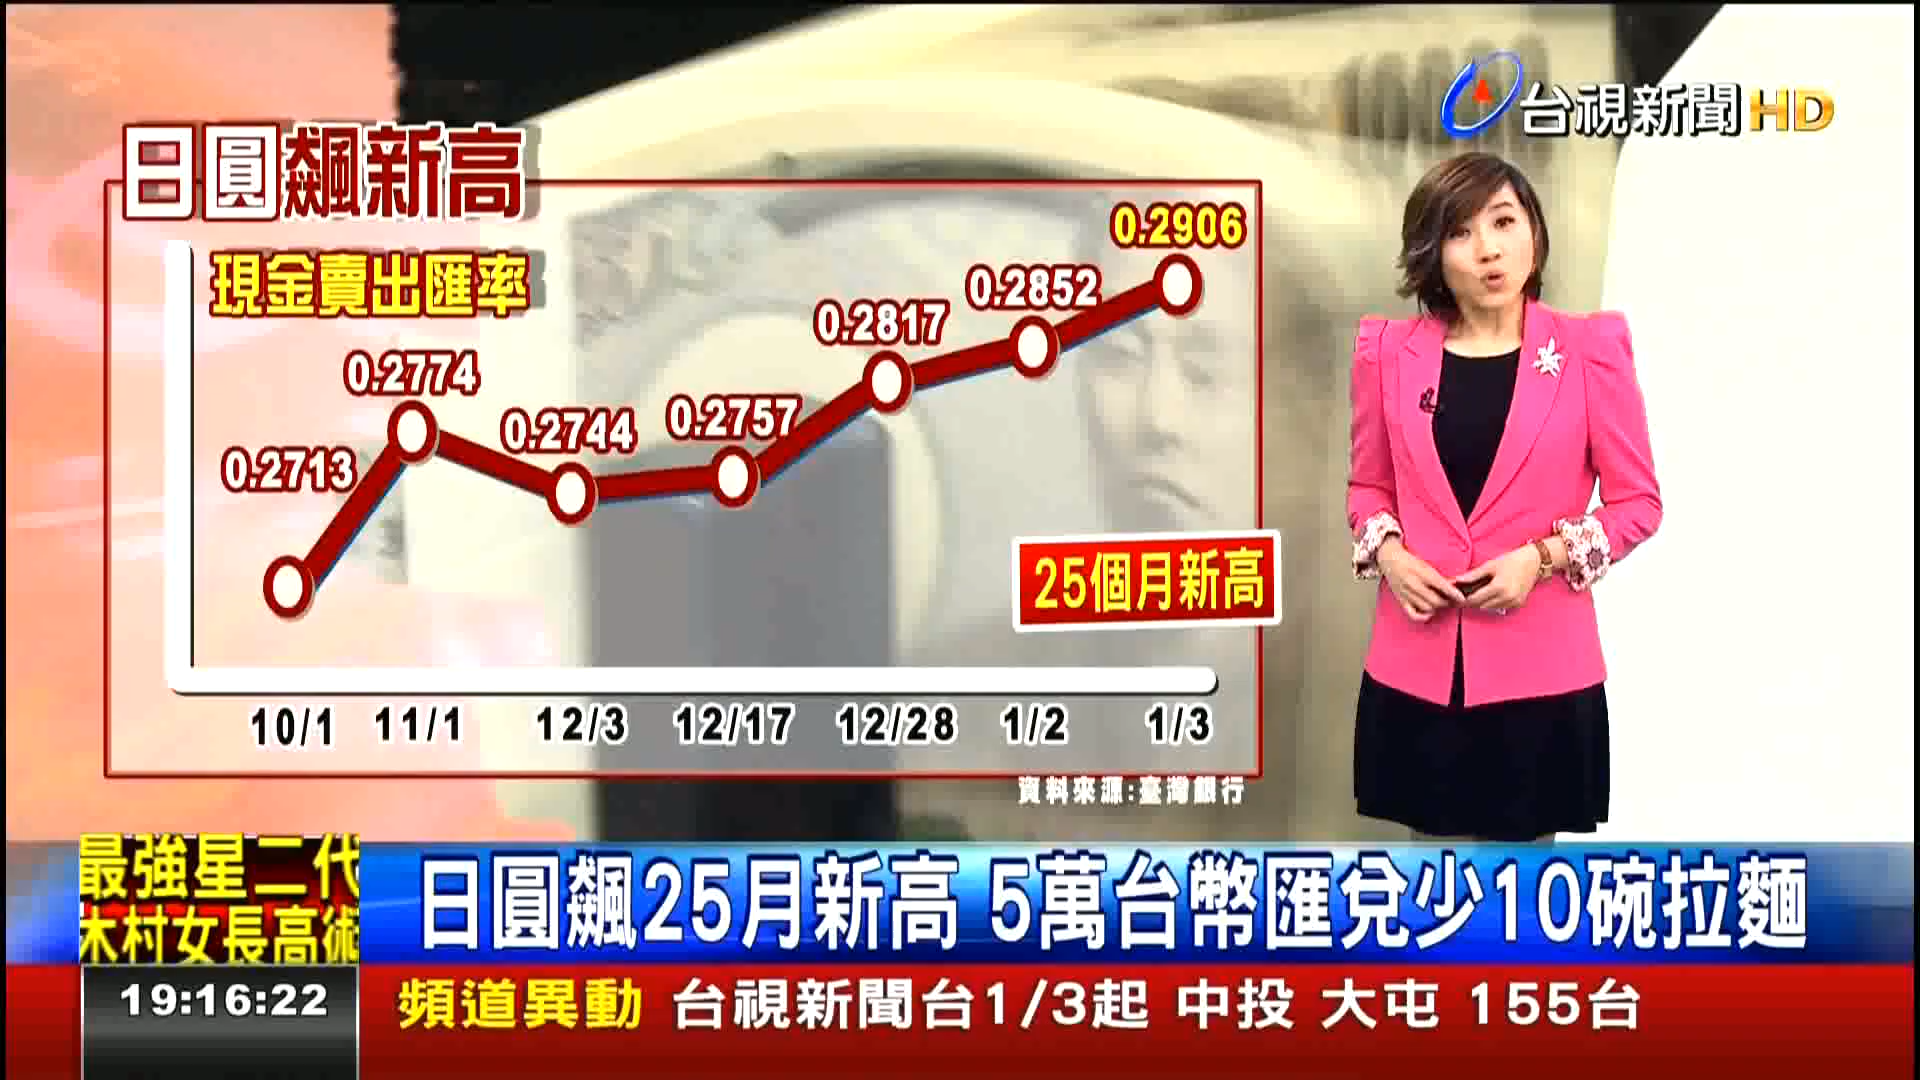 台視新聞HD
日圓飆新高
現金賣出匯率
0.2713
0.2774
0.2744
0.2757
0.2817
0.2852
0.2906
25個月新高
10/1 11/1 12/3 12/17 12/28 1/2 1/3
資料來源:臺灣銀行
最強星二代
木村女長高術
日圓飆25月新高 5萬台幣匯兌少10碗拉麵
19:16:22
頻道異動 台視新聞台1/3起 中投 大屯 155台